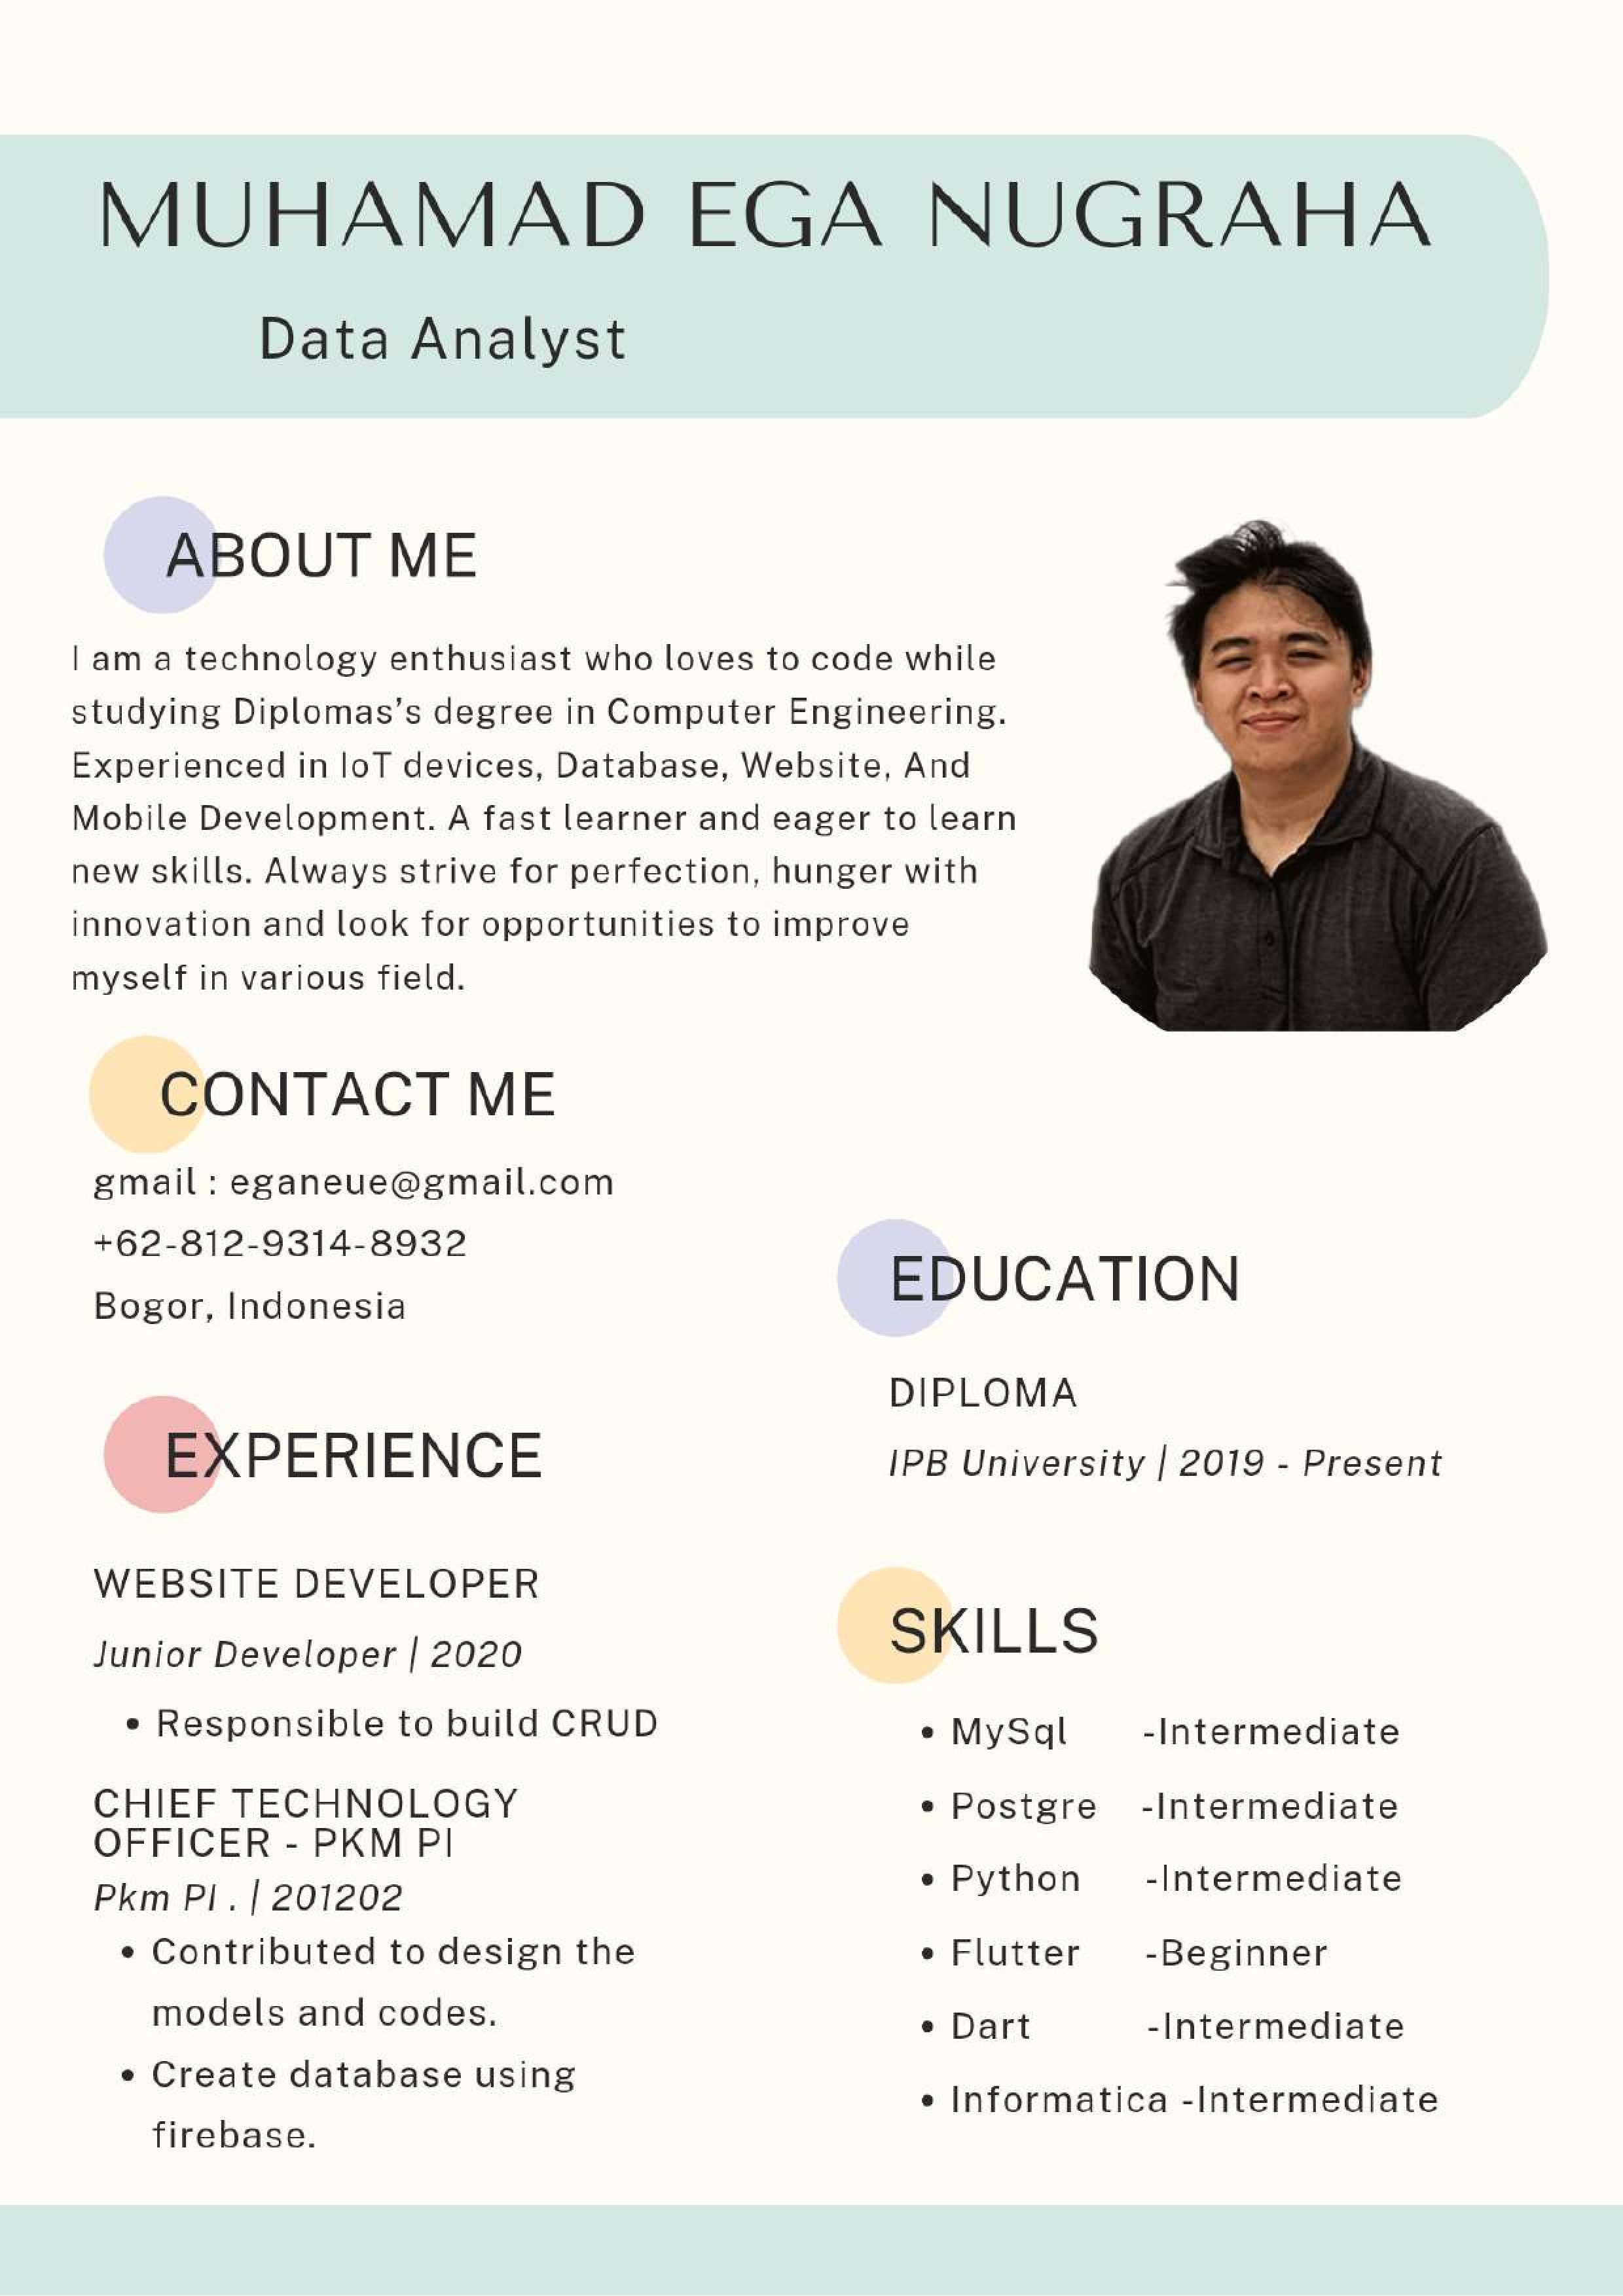 MUHAMAD EGA NUGRAHA
Data Analyst
ABOUT ME
I am a technology enthusiast who loves to code while
studying Diplomas's degree in Computer Engineering.
Experienced in IoT devices, Database, Website, And
Mobile Development. A fast learner and eager to learn
new skills. Always strive for perfection, hunger with
innovation and look for opportunities to improve
myself in various field.
CONTACT ME
gmail : eganeue@gmail.com
+62-812-9314-8932
Bogor, Indonesia
EXPERIENCE
WEBSITE DEVELOPER
Junior Developer | 2020
• Responsible to build CRUD
CHIEF TECHNOLOGY
OFFICER - PKM PI
Pkm PI . | 201202
• Contributed to design the
models and codes.
• Create database using
firebase.
EDUCATION
DIPLOMA
IPB University | 2019 - Present
SKILLS
• MySql -Intermediate
• Postgre -Intermediate
• Python -Intermediate
• Flutter -Beginner
• Dart -Intermediate
• Informatica -Intermediate